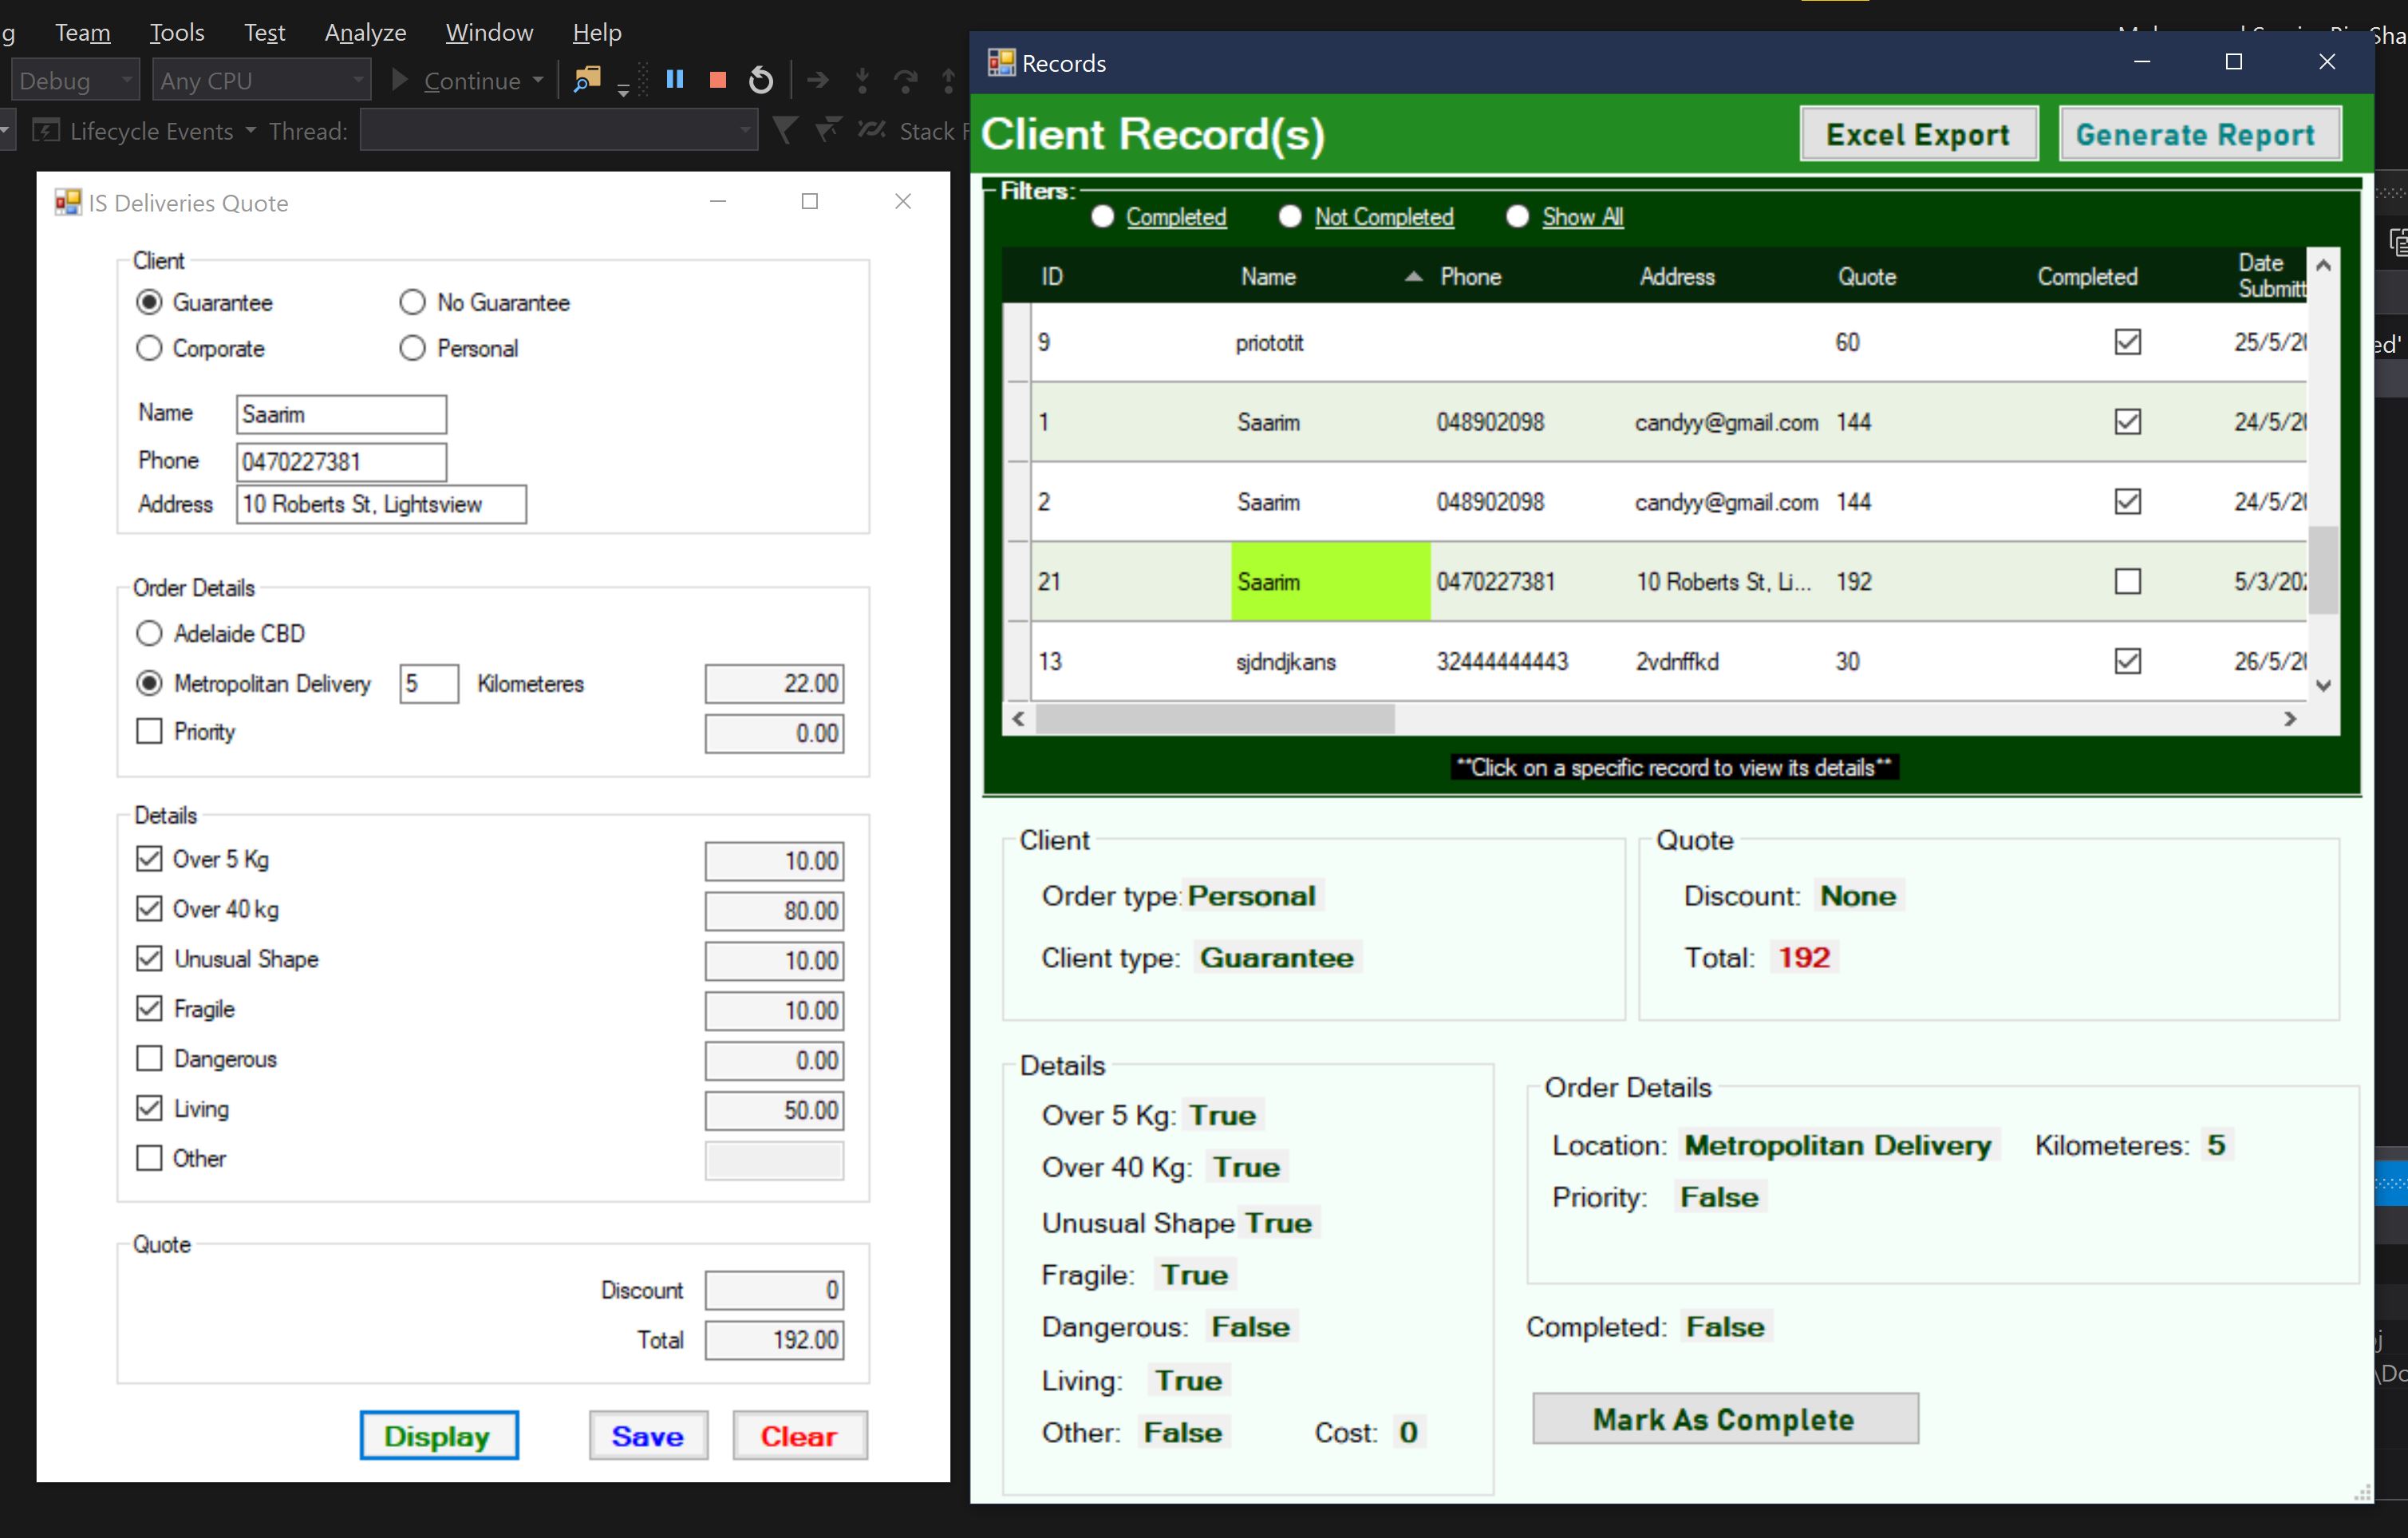 Team Tools Test Analyze Window Help
Debug Any CPU Continue
Lifecycle Events Thread: Stack
IS Deliveries Quote
Client
Guarantee No Guarantee
Corporate Personal
Name Saarim
Phone 0470227381
Address 10 Roberts St, Lightsview
Order Details
Adelaide CBD
Metropolitan Delivery 5 Kilometeres 22.00
Priority 0.00
Details
Over 5 Kg 10.00
Over 40 kg 80.00
Unusual Shape 10.00
Fragile 10.00
Dangerous 0.00
Living 50.00
Other
Quote
Discount 0
Total 192.00
Display Save Clear
Records
Client Record(s) Excel Export Generate Report
Filters:
Completed Not Completed Show All
ID Name Phone Address Quote Completed Date
Submitt
9 priototit 60 25/5/20
1 Saarim 048902098 candyy@gmail.com 144 24/5/20
2 Saarim 048902098 candyy@gmail.com 144 24/5/20
21 Saarim 0470227381 10 Roberts St, Li... 192 5/3/202
13 sjdndjkans 32444444443 2vdnffkd 30 26/5/20
**Click on a specific record to view its details**
Client
Order type: Personal
Client type: Guarantee
Quote
Discount: None
Total: 192
Details
Over 5 Kg: True
Over 40 Kg: True
Unusual Shape True
Fragile: True
Dangerous: False
Living: True
Other: False Cost: 0
Order Details
Location: Metropolitan Delivery Kilometeres: 5
Priority: False
Completed: False
Mark As Complete